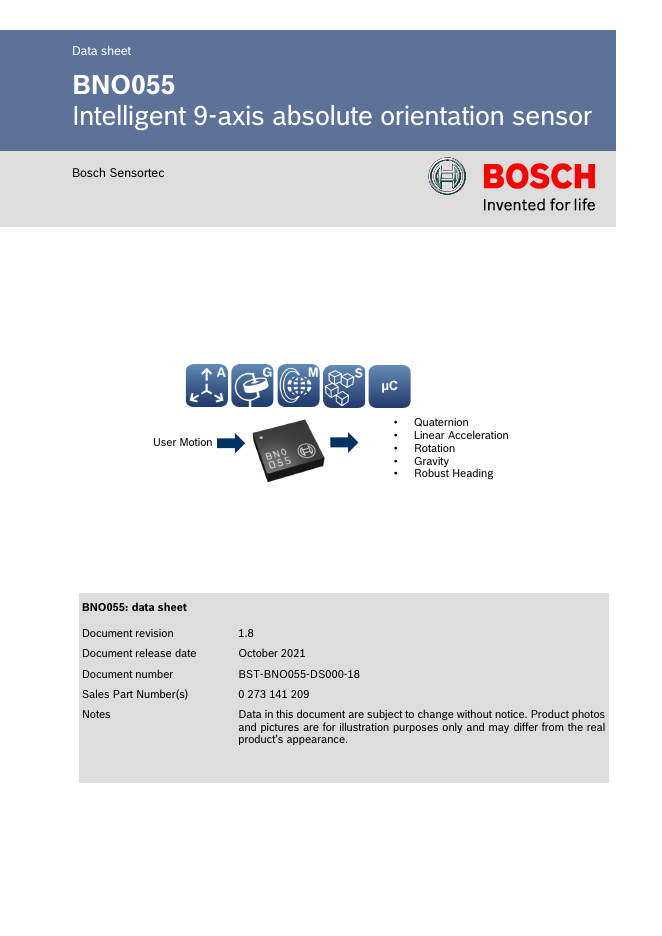 Data sheet
BNO055
Intelligent 9-axis absolute orientation sensor
Bosch Sensortec
BOSCH
Invented for life
A G M S µC
User Motion
BNO
055
• Quaternion
• Linear Acceleration
• Rotation
• Gravity
• Robust Heading
BNO055: data sheet
Document revision 1.8
Document release date October 2021
Document number BST-BNO055-DS000-18
Sales Part Number(s) 0 273 141 209
Notes Data in this document are subject to change without notice. Product photos
and pictures are for illustration purposes only and may differ from the real
product's appearance.